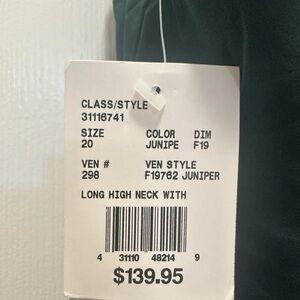 CLASS/STYLE
31116741
SIZE COLOR DIM
20 JUNIPE F19
VEN # VEN STYLE
298 F19762 JUNIPER
LONG HIGH NECK WITH
4 31110 48214 9
$139.95